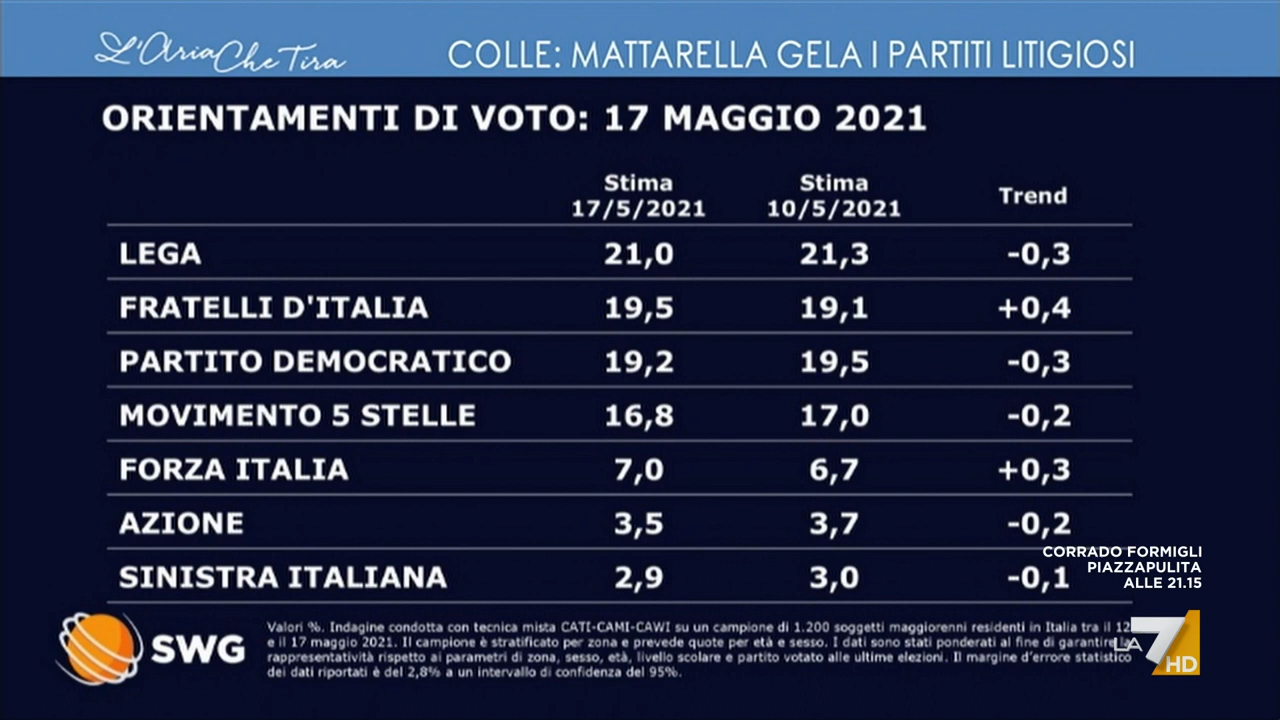 L'Aria Che Tira
COLLE: MATTARELLA GELA I PARTITI LITIGIOSI
ORIENTAMENTI DI VOTO: 17 MAGGIO 2021
Stima 17/5/2021 Stima 10/5/2021 Trend
LEGA 21,0 21,3 -0,3
FRATELLI D'ITALIA 19,5 19,1 +0,4
PARTITO DEMOCRATICO 19,2 19,5 -0,3
MOVIMENTO 5 STELLE 16,8 17,0 -0,2
FORZA ITALIA 7,0 6,7 +0,3
AZIONE 3,5 3,7 -0,2
SINISTRA ITALIANA 2,9 3,0 -0,1
CORRADO FORMIGLI
PIAZZAPULITA
ALLE 21.15
SWG
Valori %. Indagine condotta con tecnica mista CATI-CAMI-CAWI su un campione di 1.200 soggetti maggiorenni residenti in Italia tra il 12
e il 17 maggio 2021. Il campione è stratificato per zona e prevede quote per età e sesso. I dati sono stati ponderati al fine di garantire la
rappresentatività rispetto ai parametri di zona, sesso, età, livello scolare e partito votato alle ultime elezioni. Il margine d'errore statistico
dei dati riportati è del 2,8% a un intervallo di confidenza del 95%.
LA 7 HD